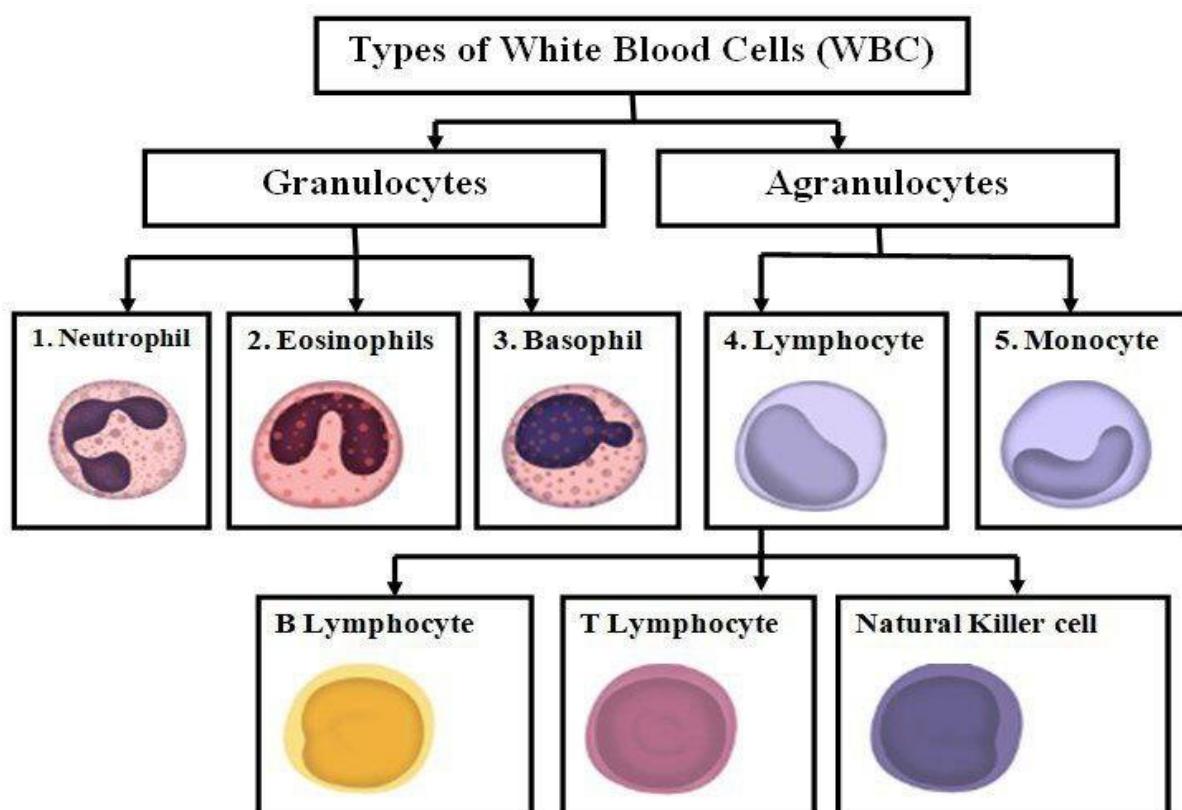 Types of White Blood Cells (WBC)
Granulocytes
Agranulocytes
1. Neutrophil
2. Eosinophils
3. Basophil
4. Lymphocyte
5. Monocyte
B Lymphocyte
T Lymphocyte
Natural Killer cell